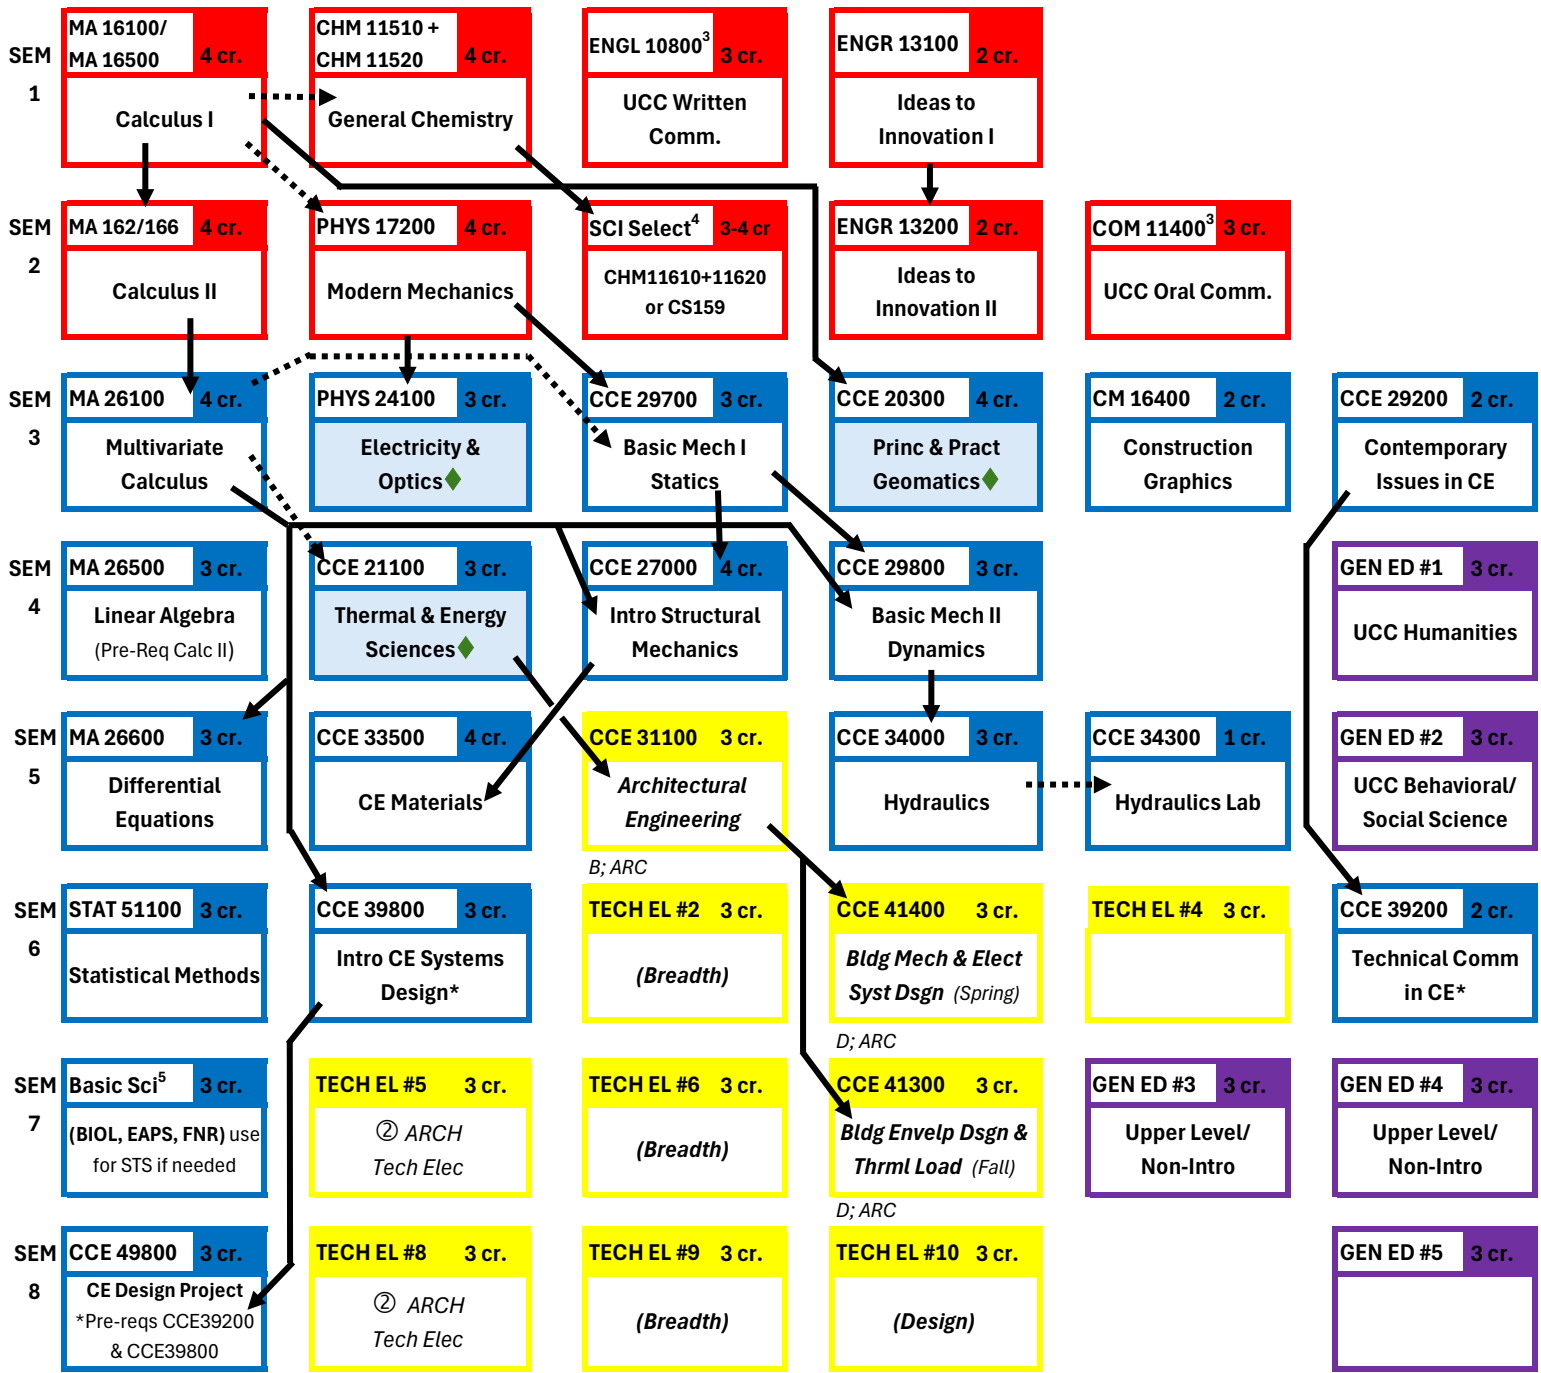 SEM
1
MA 16100/
MA 16500
4 cr.
Calculus I
CHM 11510 +
CHM 11520
4 cr.
General Chemistry
ENGL 10800³
3 cr.
UCC Written
Comm.
ENGR 13100
2 cr.
Ideas to
Innovation I
SEM
2
MA 162/166
4 cr.
Calculus II
PHYS 17200
4 cr.
Modern Mechanics
SCI Select⁴
3-4 cr
CHM11610+11620
or CS159
ENGR 13200
2 cr.
Ideas to
Innovation II
COM 11400³
3 cr.
UCC Oral Comm.
SEM
3
MA 26100
4 cr.
Multivariate
Calculus
PHYS 24100
3 cr.
Electricity &
Optics♦
CCE 29700
3 cr.
Basic Mech I
Statics
CCE 20300
4 cr.
Princ & Pract
Geomatics♦
CM 16400
2 cr.
Construction
Graphics
CCE 29200
2 cr.
Contemporary
Issues in CE
SEM
4
MA 26500
3 cr.
Linear Algebra
(Pre-Req Calc II)
CCE 21100
3 cr.
Thermal & Energy
Sciences♦
CCE 27000
4 cr.
Intro Structural
Mechanics
CCE 29800
3 cr.
Basic Mech II
Dynamics
GEN ED #1
3 cr.
UCC Humanities
SEM
5
MA 26600
3 cr.
Differential
Equations
CCE 33500
4 cr.
CE Materials
CCE 31100
3 cr.
Architectural
Engineering
B; ARC
CCE 34000
3 cr.
Hydraulics
CCE 34300
1 cr.
Hydraulics Lab
GEN ED #2
3 cr.
UCC Behavioral/
Social Science
SEM
6
STAT 51100
3 cr.
Statistical Methods
CCE 39800
3 cr.
Intro CE Systems
Design*
TECH EL #2
3 cr.
(Breadth)
CCE 41400
3 cr.
Bldg Mech & Elect
Syst Dsgn (Spring)
D; ARC
TECH EL #4
3 cr.
CCE 39200
2 cr.
Technical Comm
in CE*
SEM
7
Basic Sci⁵
3 cr.
(BIOL, EAPS, FNR) use
for STS if needed
TECH EL #5
3 cr.
② ARCH
Tech Elec
TECH EL #6
3 cr.
(Breadth)
CCE 41300
3 cr.
Bldg Envelp Dsgn &
Thrml Load (Fall)
D; ARC
GEN ED #3
3 cr.
Upper Level/
Non-Intro
GEN ED #4
3 cr.
Upper Level/
Non-Intro
SEM
8
CCE 49800
3 cr.
CE Design Project
*Pre-reqs CCE39200
& CCE39800
TECH EL #8
3 cr.
② ARCH
Tech Elec
TECH EL #9
3 cr.
(Breadth)
TECH EL #10
3 cr.
(Design)
GEN ED #5
3 cr.